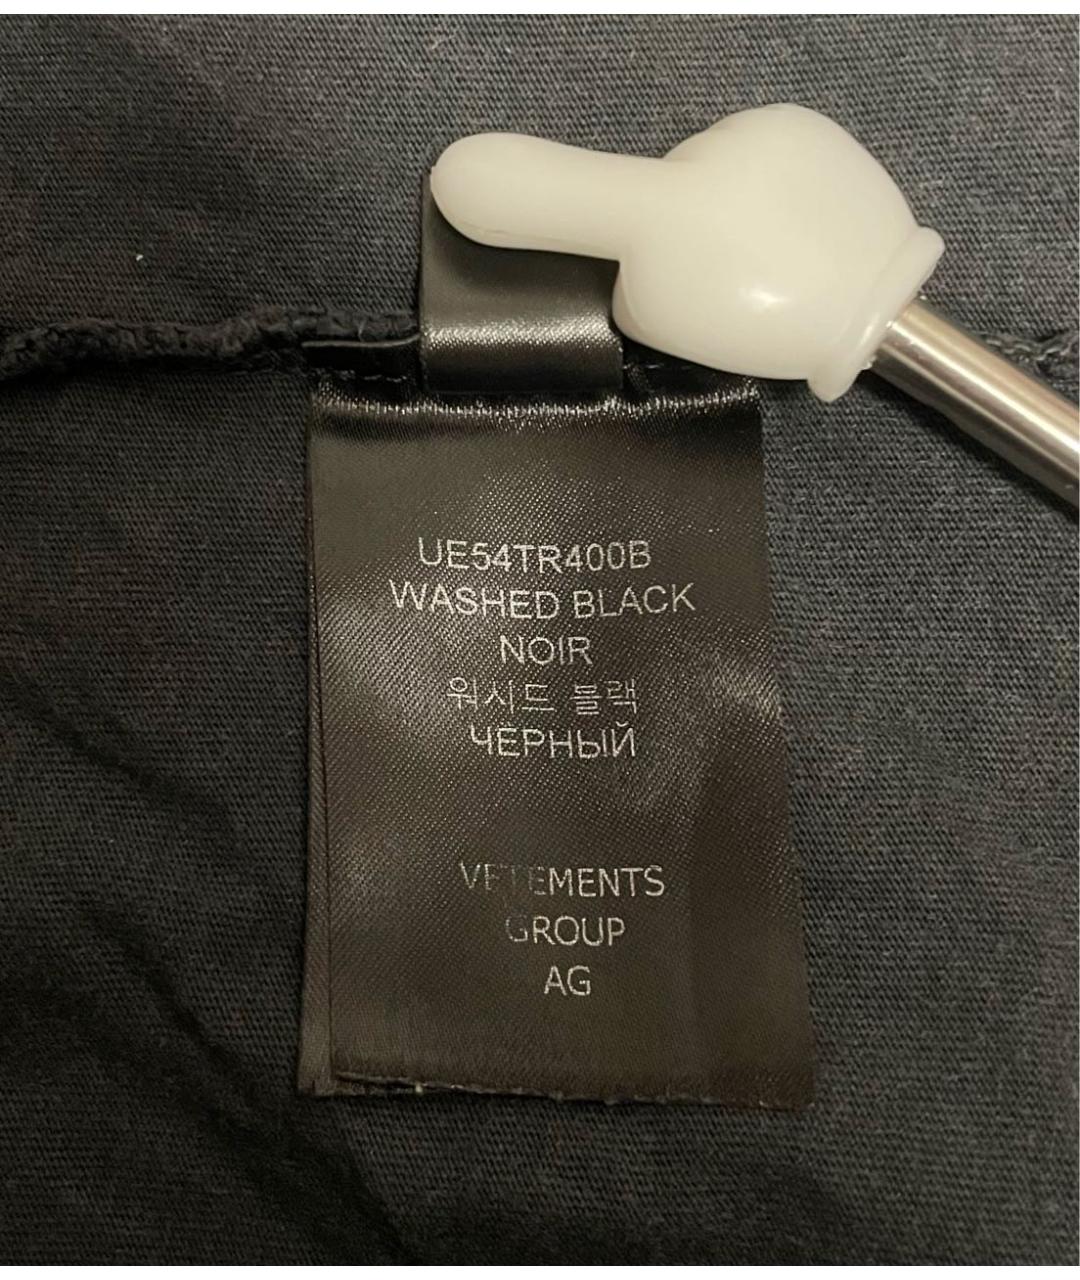 UE54TR400B
WASHED BLACK
NOIR
워시드 블랙
ЧЕРНЫЙ
VETEMENTS
GROUP
AG